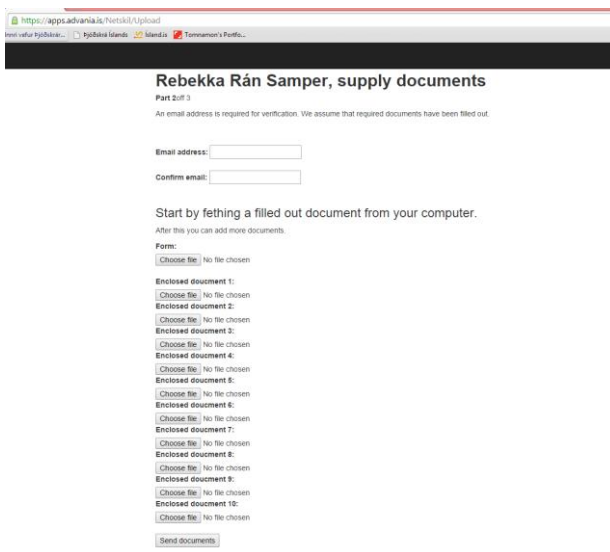 https://apps.advania.is/Netskil/Upload
Innri vefur Þjóðskrár... Þjóðskrá Íslands Ísland.is Tomnamon's Portfo...
Rebekka Rán Samper, supply documents
Part 2off 3
An email address is required for verification. We assume that required documents have been filled out.
Email address:
Confirm email:
Start by fething a filled out document from your computer.
After this you can add more documents.
Form:
Choose file No file chosen
Enclosed doucment 1:
Choose file No file chosen
Enclosed doucment 2:
Choose file No file chosen
Enclosed doucment 3:
Choose file No file chosen
Enclosed doucment 4:
Choose file No file chosen
Enclosed doucment 5:
Choose file No file chosen
Enclosed doucment 6:
Choose file No file chosen
Enclosed doucment 7:
Choose file No file chosen
Enclosed doucment 8:
Choose file No file chosen
Enclosed doucment 9:
Choose file No file chosen
Enclosed doucment 10:
Choose file No file chosen
Send documents